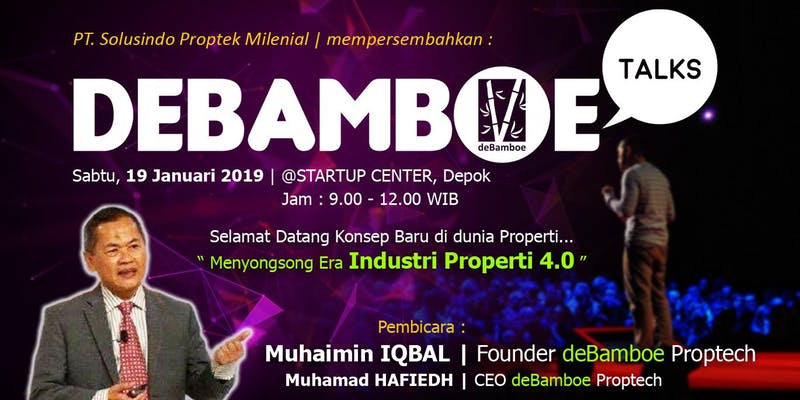 PT. Solusindo Proptek Milenial | mempersembahkan :
DEBAMBOE
TALKS
deBamboe
Sabtu, 19 Januari 2019 | @STARTUP CENTER, Depok
Jam : 9.00 - 12.00 WIB
Selamat Datang Konsep Baru di dunia Properti...
“ Menyongsong Era Industri Properti 4.0 ”
Pembicara :
Muhaimin IQBAL | Founder deBamboe Proptech
Muhamad HAFIEDH | CEO deBamboe Proptech